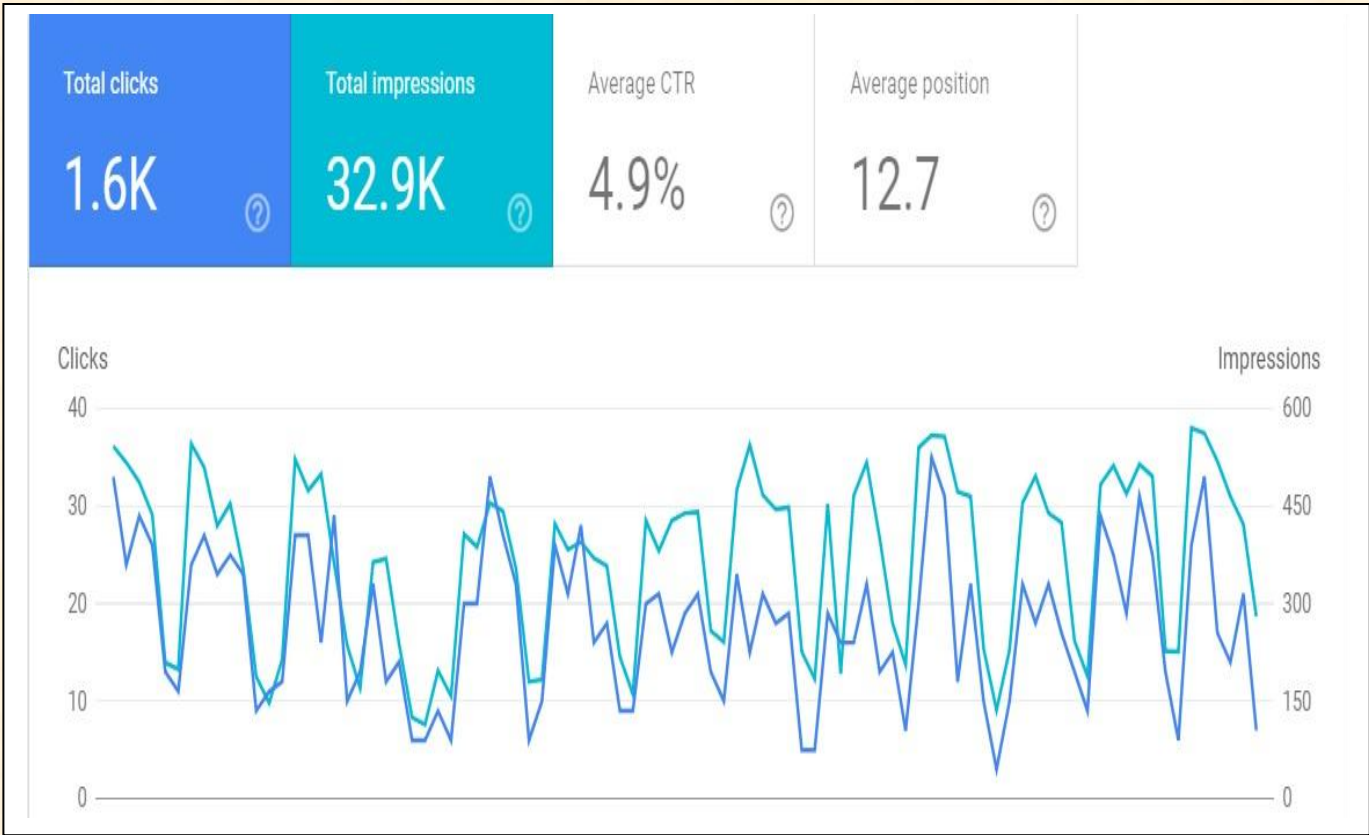 Total clicks
Total impressions
Average CTR
Average position
1.6K
32.9K
4.9%
12.7
Clicks
Impressions
40
600
30
450
20
300
10
150
0
0